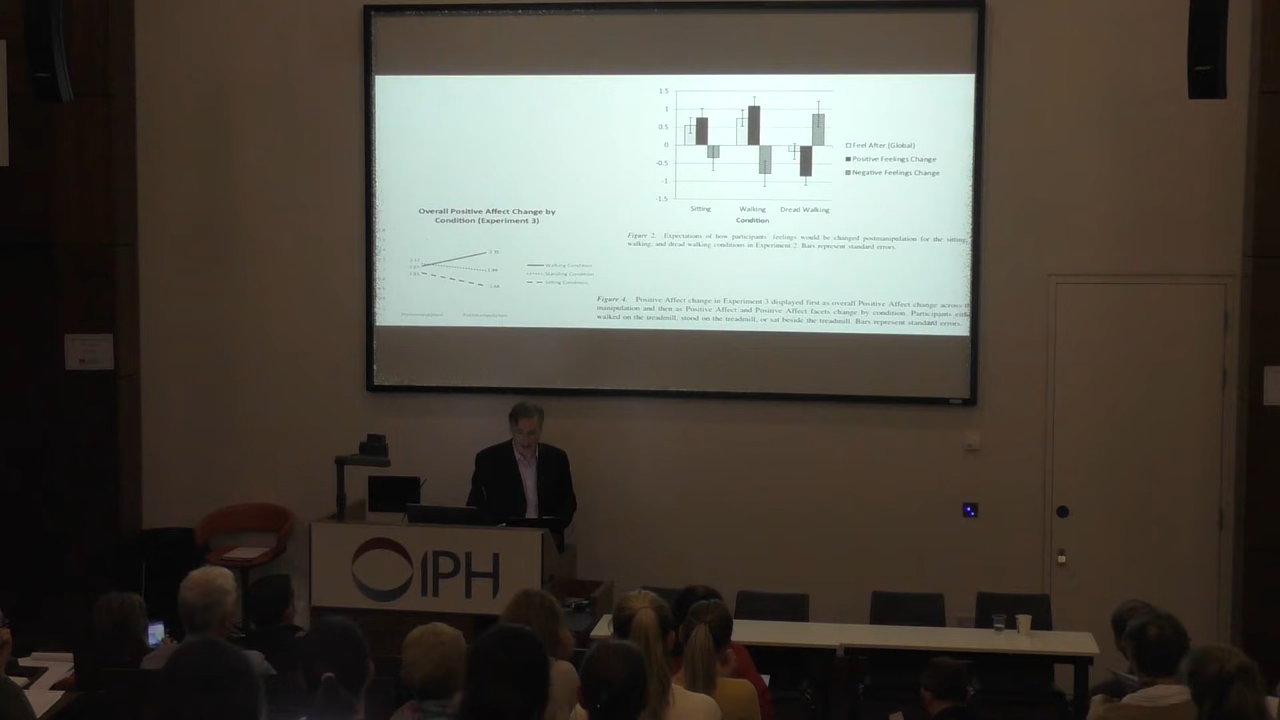 1.5
1
0.5
0
-0.5
-1
-1.5
Sitting Walking Dread Walking
Condition
Feel After (Global)
Positive Feelings Change
Negative Feelings Change
Figure 2. Expectations of how participants' feelings would be changed postmanipulation for the sitting,
walking, and dread walking conditions in Experiment 2. Bars represent standard errors.
Overall Positive Affect Change by
Condition (Experiment 3)
Walking Condition
Standing Condition
Sitting Condition
Figure 4. Positive Affect change in Experiment 3 displayed first as overall Positive Affect change across
manipulation and then as Positive Affect and Positive Affect facets change by condition. Participants
walked on the treadmill, stood on the treadmill, or sat beside the treadmill. Bars represent standard errors.
IPH